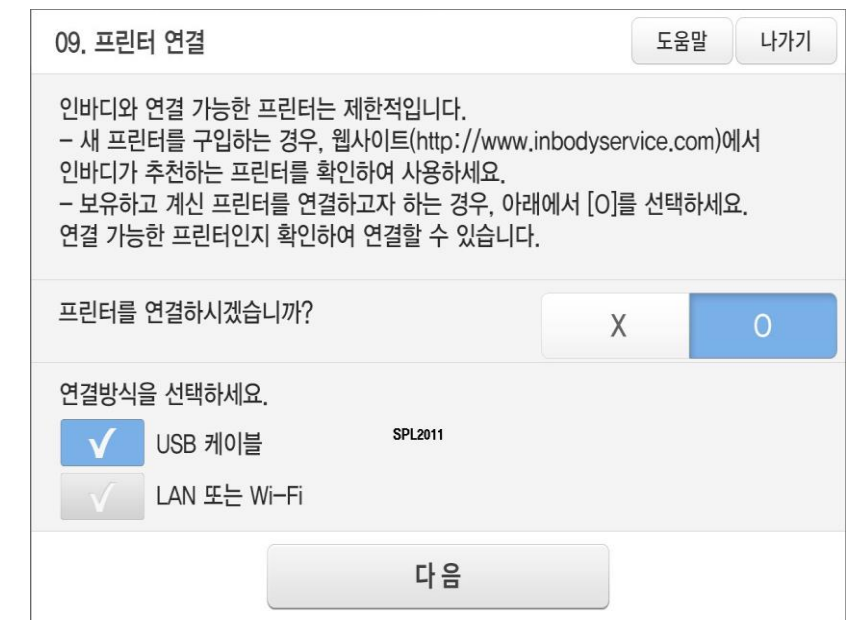 09. 프린터 연결
도움말
나가기
인바디와 연결 가능한 프린터는 제한적입니다.
– 새 프린터를 구입하는 경우, 웹사이트(http://www.inbodyservice.com)에서
인바디가 추천하는 프린터를 확인하여 사용하세요.
– 보유하고 계신 프린터를 연결하고자 하는 경우, 아래에서 [O]를 선택하세요.
연결 가능한 프린터인지 확인하여 연결할 수 있습니다.
프린터를 연결하시겠습니까?
X
O
연결방식을 선택하세요.
√ USB 케이블
SPL2011
√ LAN 또는 Wi–Fi
다음